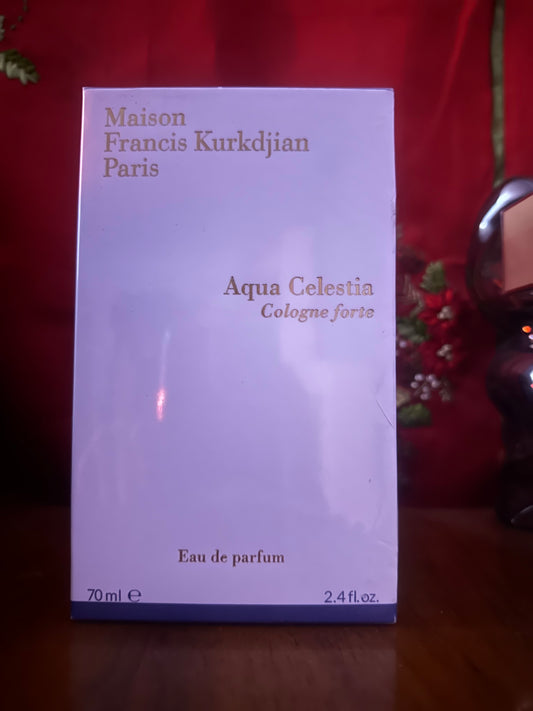 Maison
Francis Kurkdjian
Paris
Aqua Celestia
Cologne forte
Eau de parfum
70 ml ℮ 2.4 fl.oz.